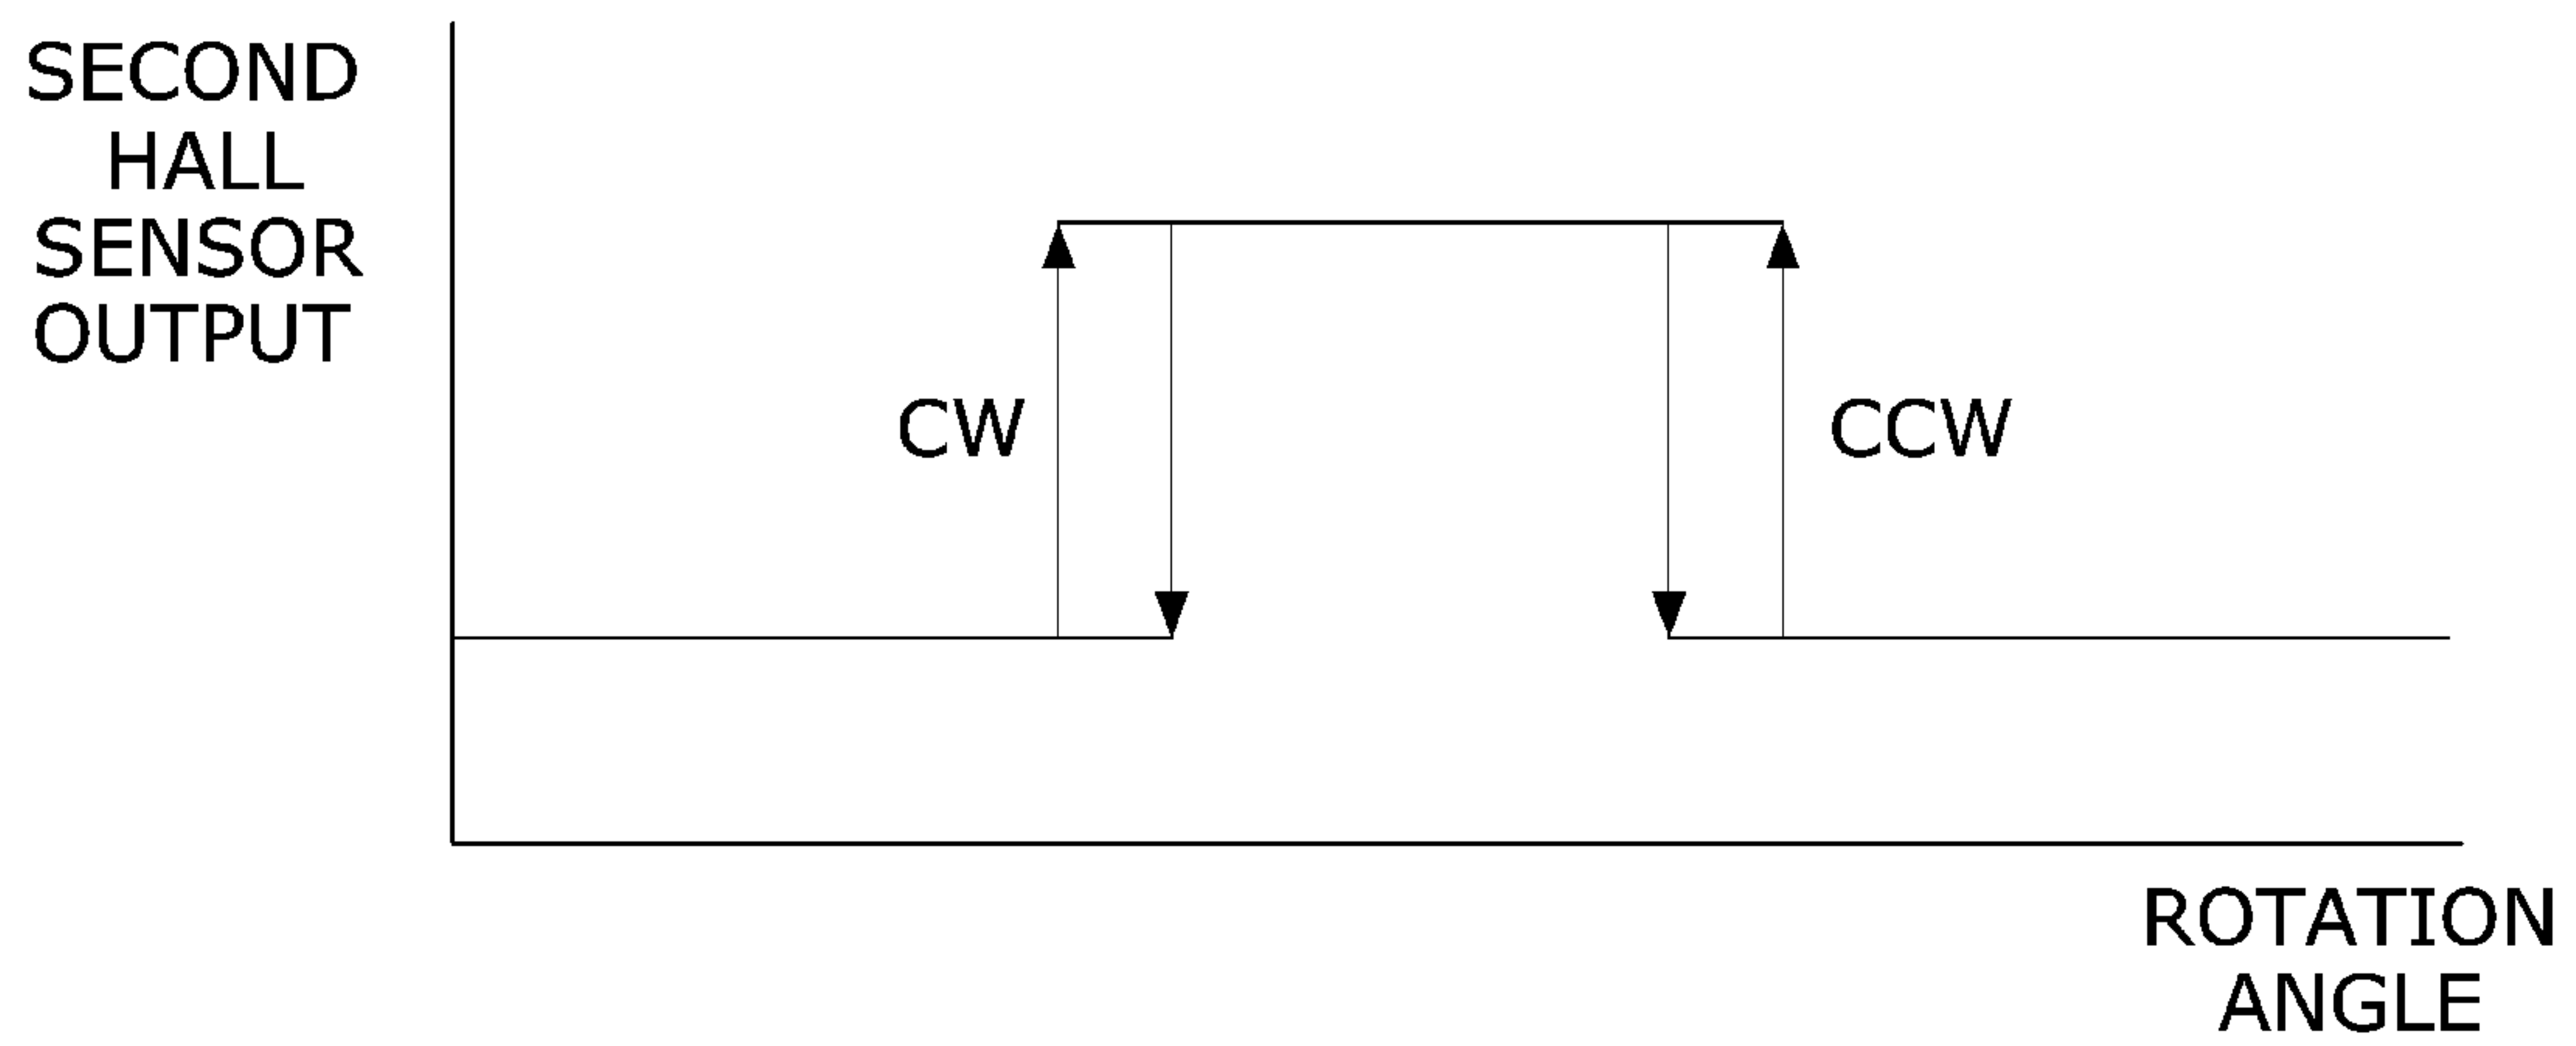 SECOND
HALL
SENSOR
OUTPUT
CW
CCW
ROTATION
ANGLE